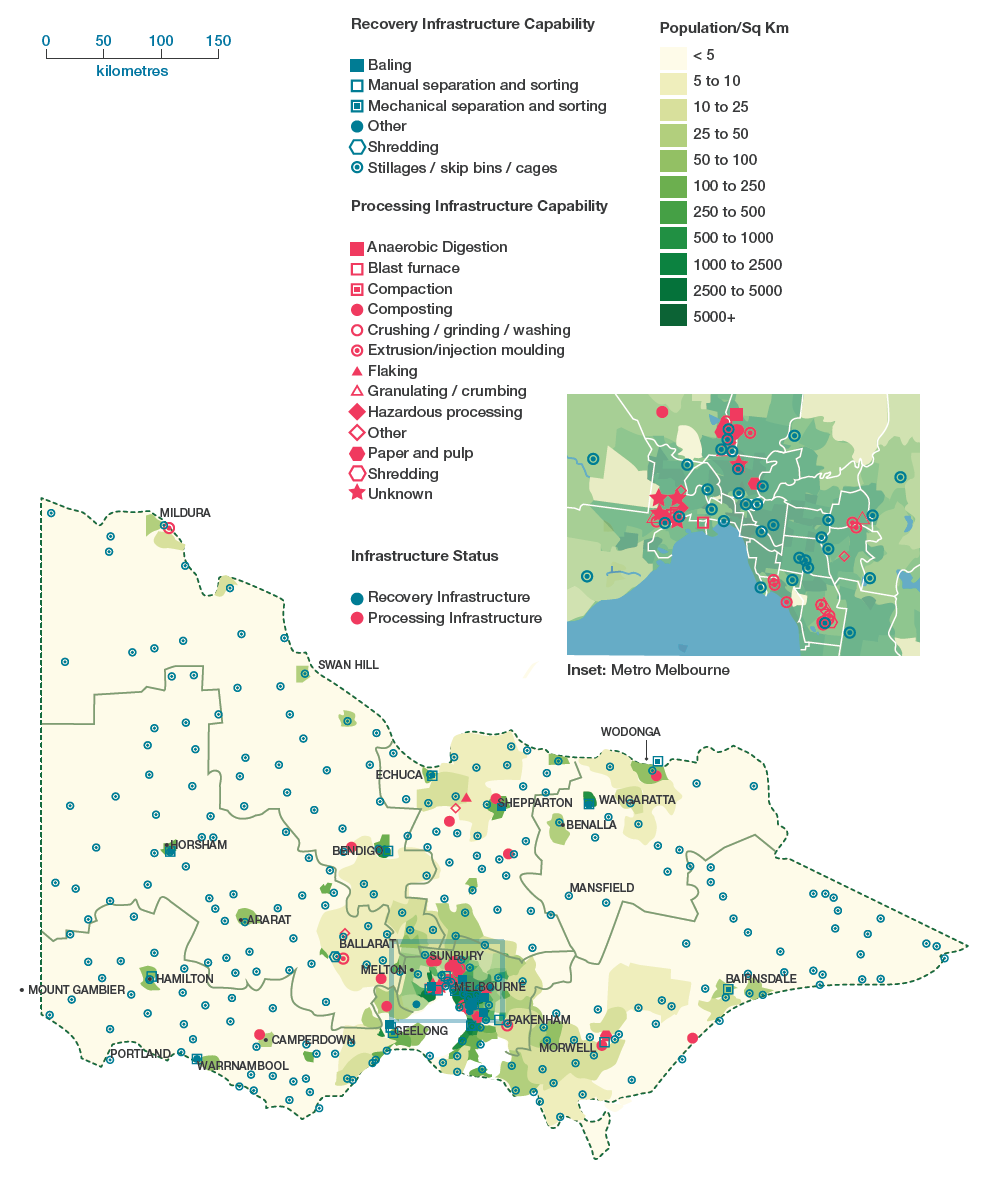 0 50 100 150
kilometres
Recovery Infrastructure Capability
Baling
Manual separation and sorting
Mechanical separation and sorting
Other
Shredding
Stillages / skip bins / cages
Processing Infrastructure Capability
Anaerobic Digestion
Blast furnace
Compaction
Composting
Crushing / grinding / washing
Extrusion/injection moulding
Flaking
Granulating / crumbing
Hazardous processing
Other
Paper and pulp
Shredding
Unknown
Infrastructure Status
Recovery Infrastructure
Processing Infrastructure
Population/Sq Km
< 5
5 to 10
10 to 25
25 to 50
50 to 100
100 to 250
250 to 500
500 to 1000
1000 to 2500
2500 to 5000
5000+
Inset: Metro Melbourne
MILDURA
SWAN HILL
WODONGA
ECHUCA
SHEPPARTON
WANGARATTA
BENALLA
HORSHAM
BENDIGO
MANSFIELD
ARARAT
BALLARAT
SUNBURY
MELTON
HAMILTON
BAIRNSDALE
MOUNT GAMBIER
MELBOURNE
PAKENHAM
GEELONG
CAMPERDOWN
MORWELL
PORTLAND
WARRNAMBOOL